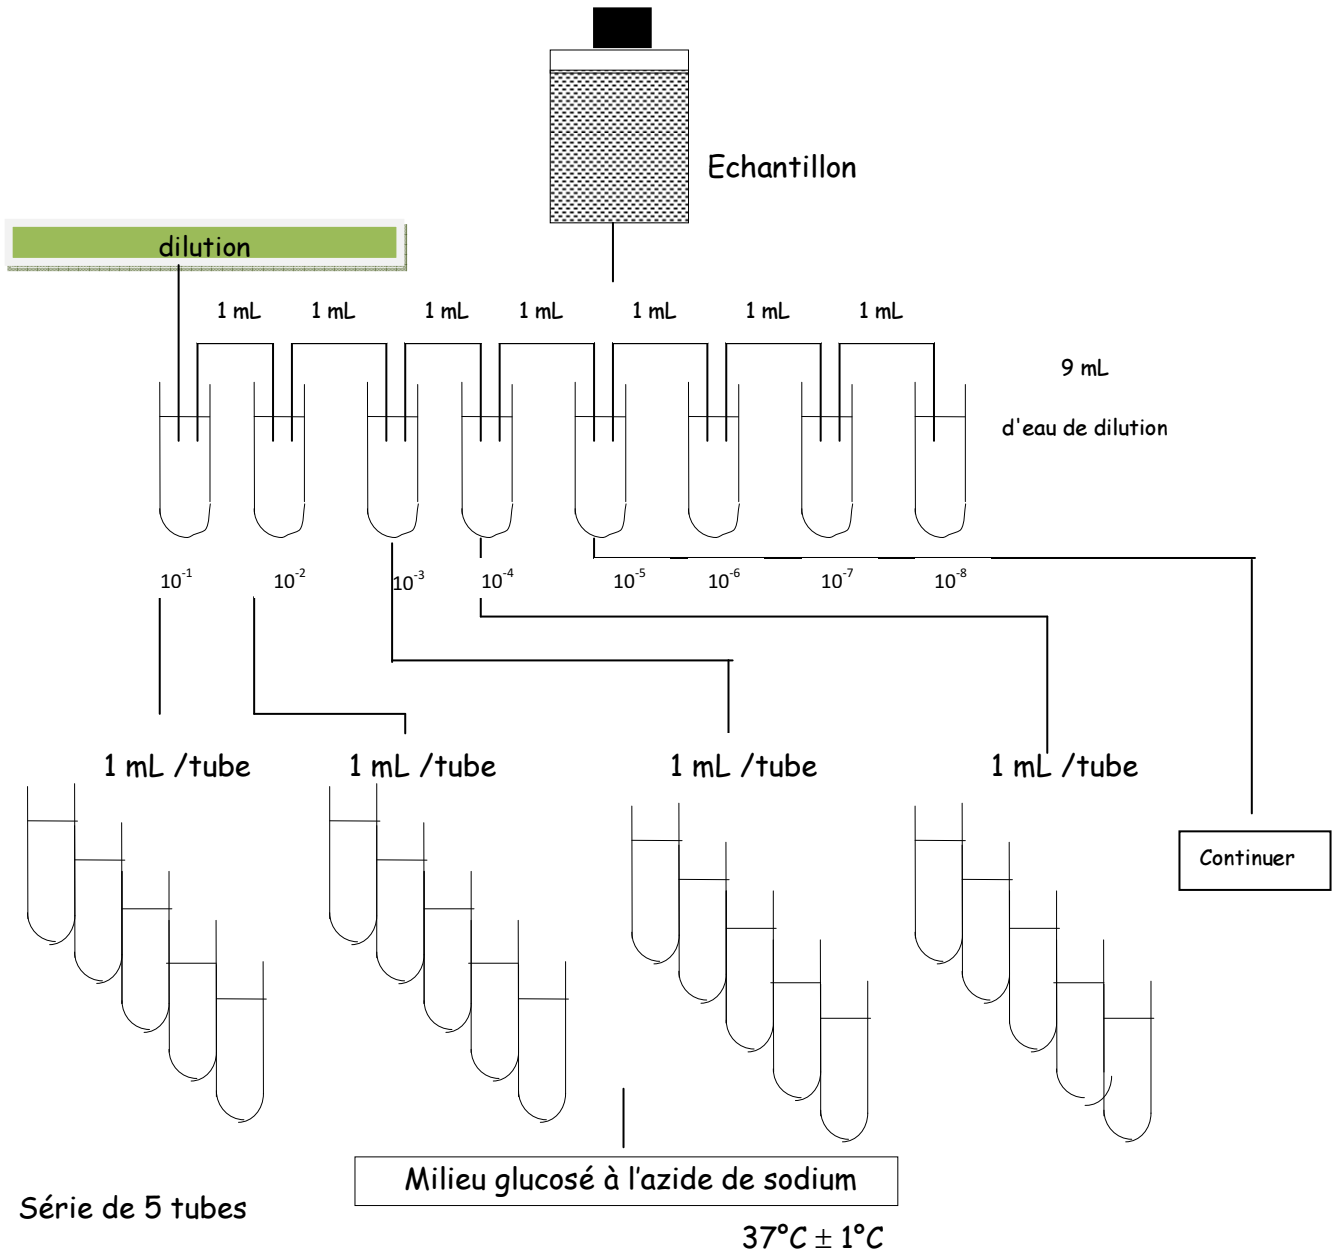 Echantillon
dilution
1 mL 1 mL 1 mL 1 mL 1 mL 1 mL 1 mL
9 mL
d'eau de dilution
10-1 10-2 10-3 10-4 10-5 10-6 10-7 10-8
1 mL /tube 1 mL /tube 1 mL /tube 1 mL /tube
Continuer
Milieu glucosé à l'azide de sodium
Série de 5 tubes
37°C ± 1°C